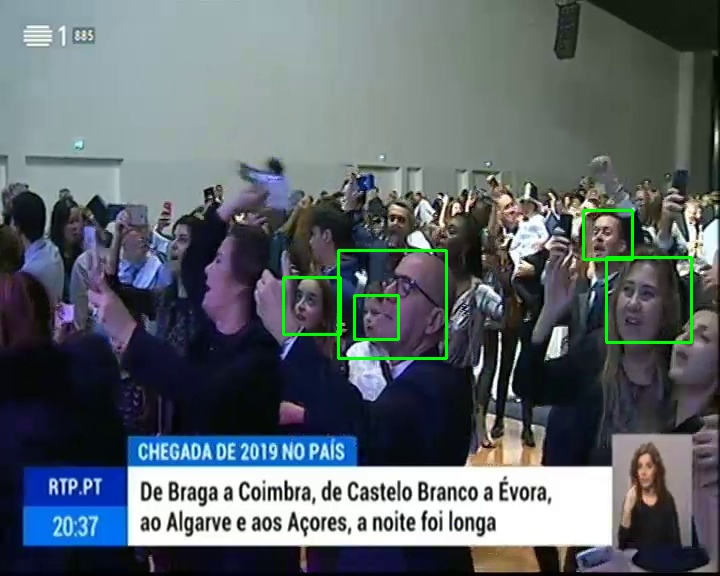 1 885
CHEGADA DE 2019 NO PAÍS
RTP.PT
De Braga a Coimbra, de Castelo Branco a Évora,
20:37
ao Algarve e aos Açores, a noite foi longa